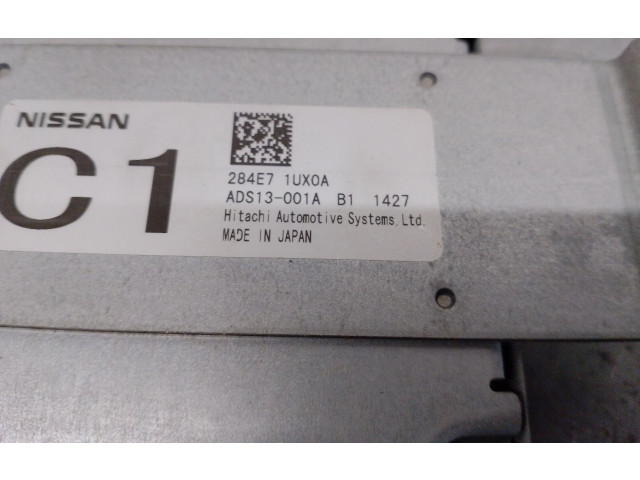 NISSAN
C1
284E7 1UX0A
ADS13-001A B1 1427
Hitachi Automotive Systems,Ltd.
MADE IN JAPAN